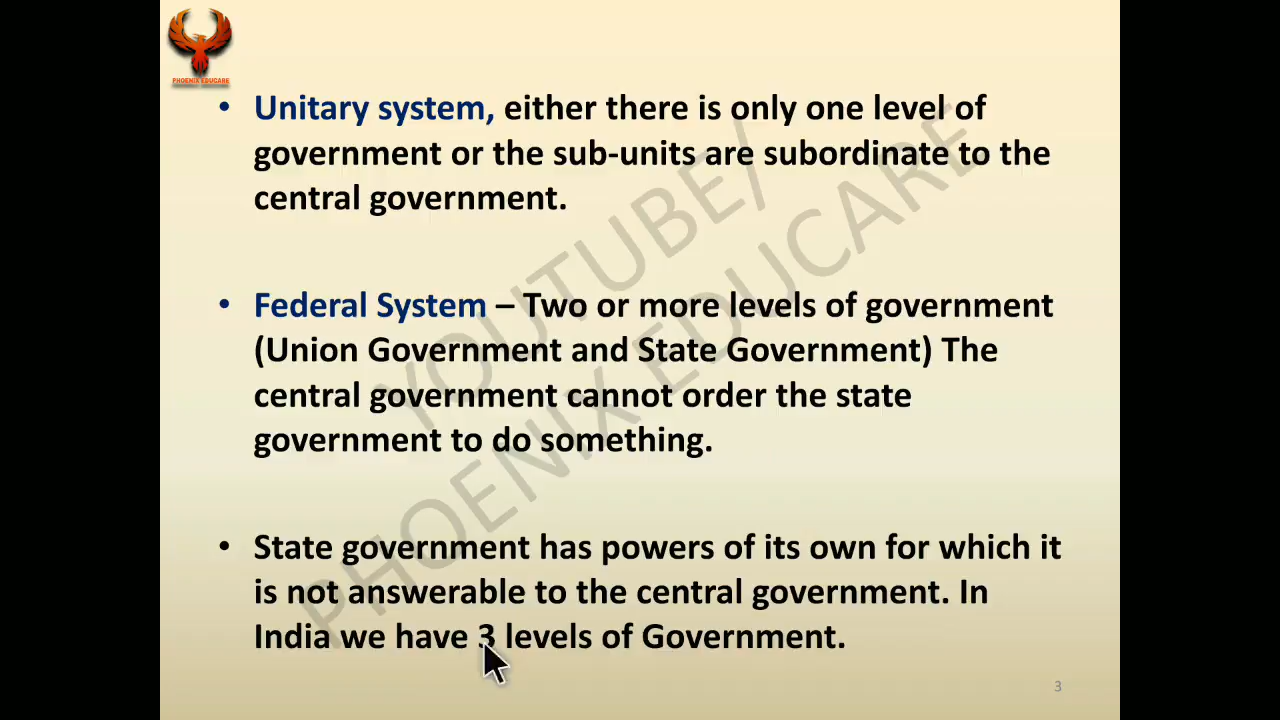 PHOENIX EDUCARE
• Unitary system, either there is only one level of
government or the sub-units are subordinate to the
central government.
• Federal System – Two or more levels of government
(Union Government and State Government) The
central government cannot order the state
government to do something.
• State government has powers of its own for which it
is not answerable to the central government. In
India we have 3 levels of Government.
YOUTUBE/
PHOENIX EDUCARE
3